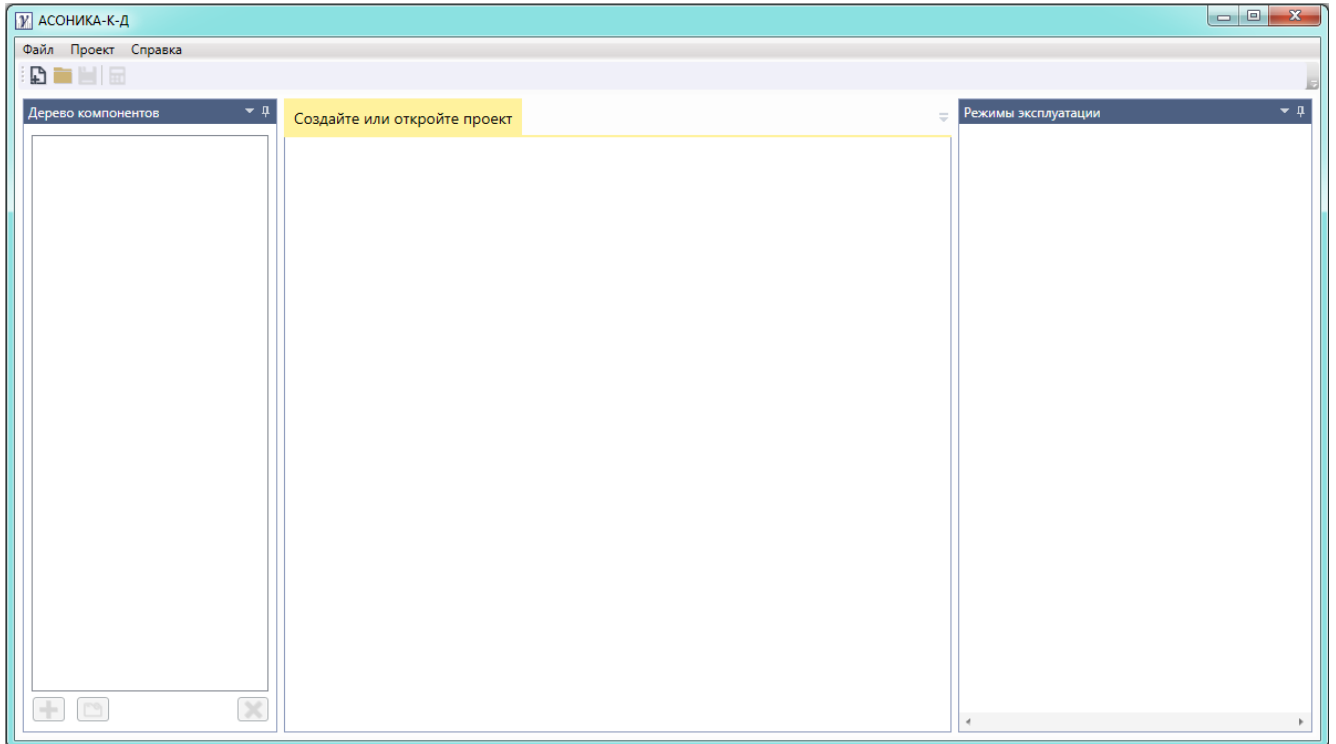 АСОНИКА-К-Д
Файл Проект Справка
Дерево компонентов
Создайте или откройте проект
Режимы эксплуатации